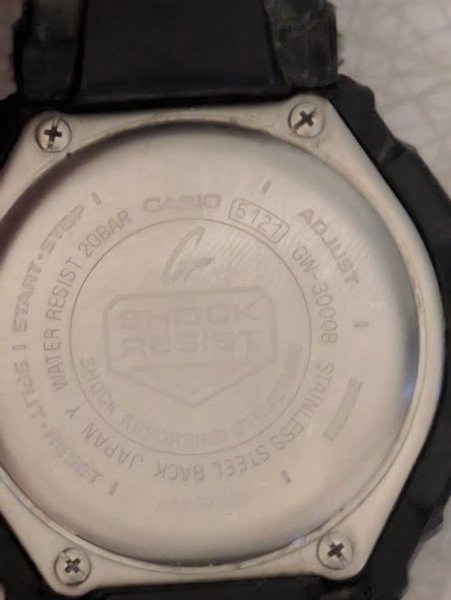 CASIO 5121 GW-3000B STAINLESS STEEL BACK JAPAN Y WATER RESIST 20BAR
ADJUST
START·STOP
SPLIT·RESET
G
SHOCK
RESIST
SHOCK ABSORBING STRUCTURE